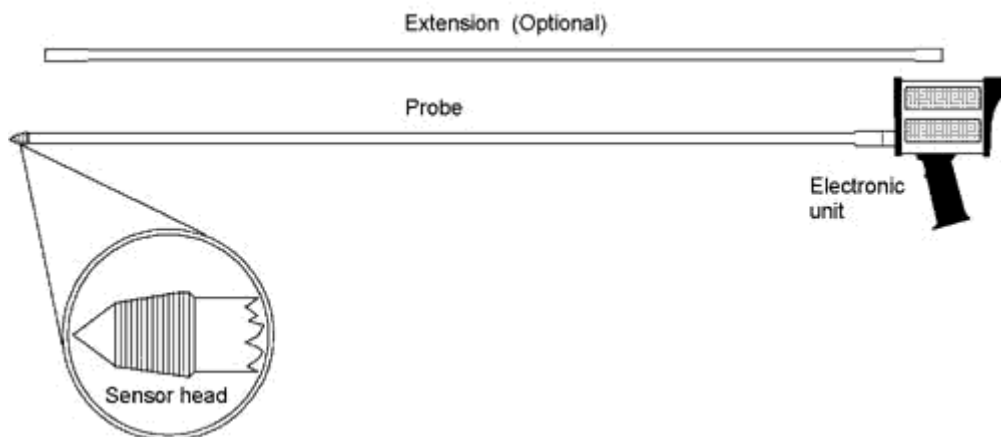 Extension (Optional)
Probe
Electronic
unit
Sensor head